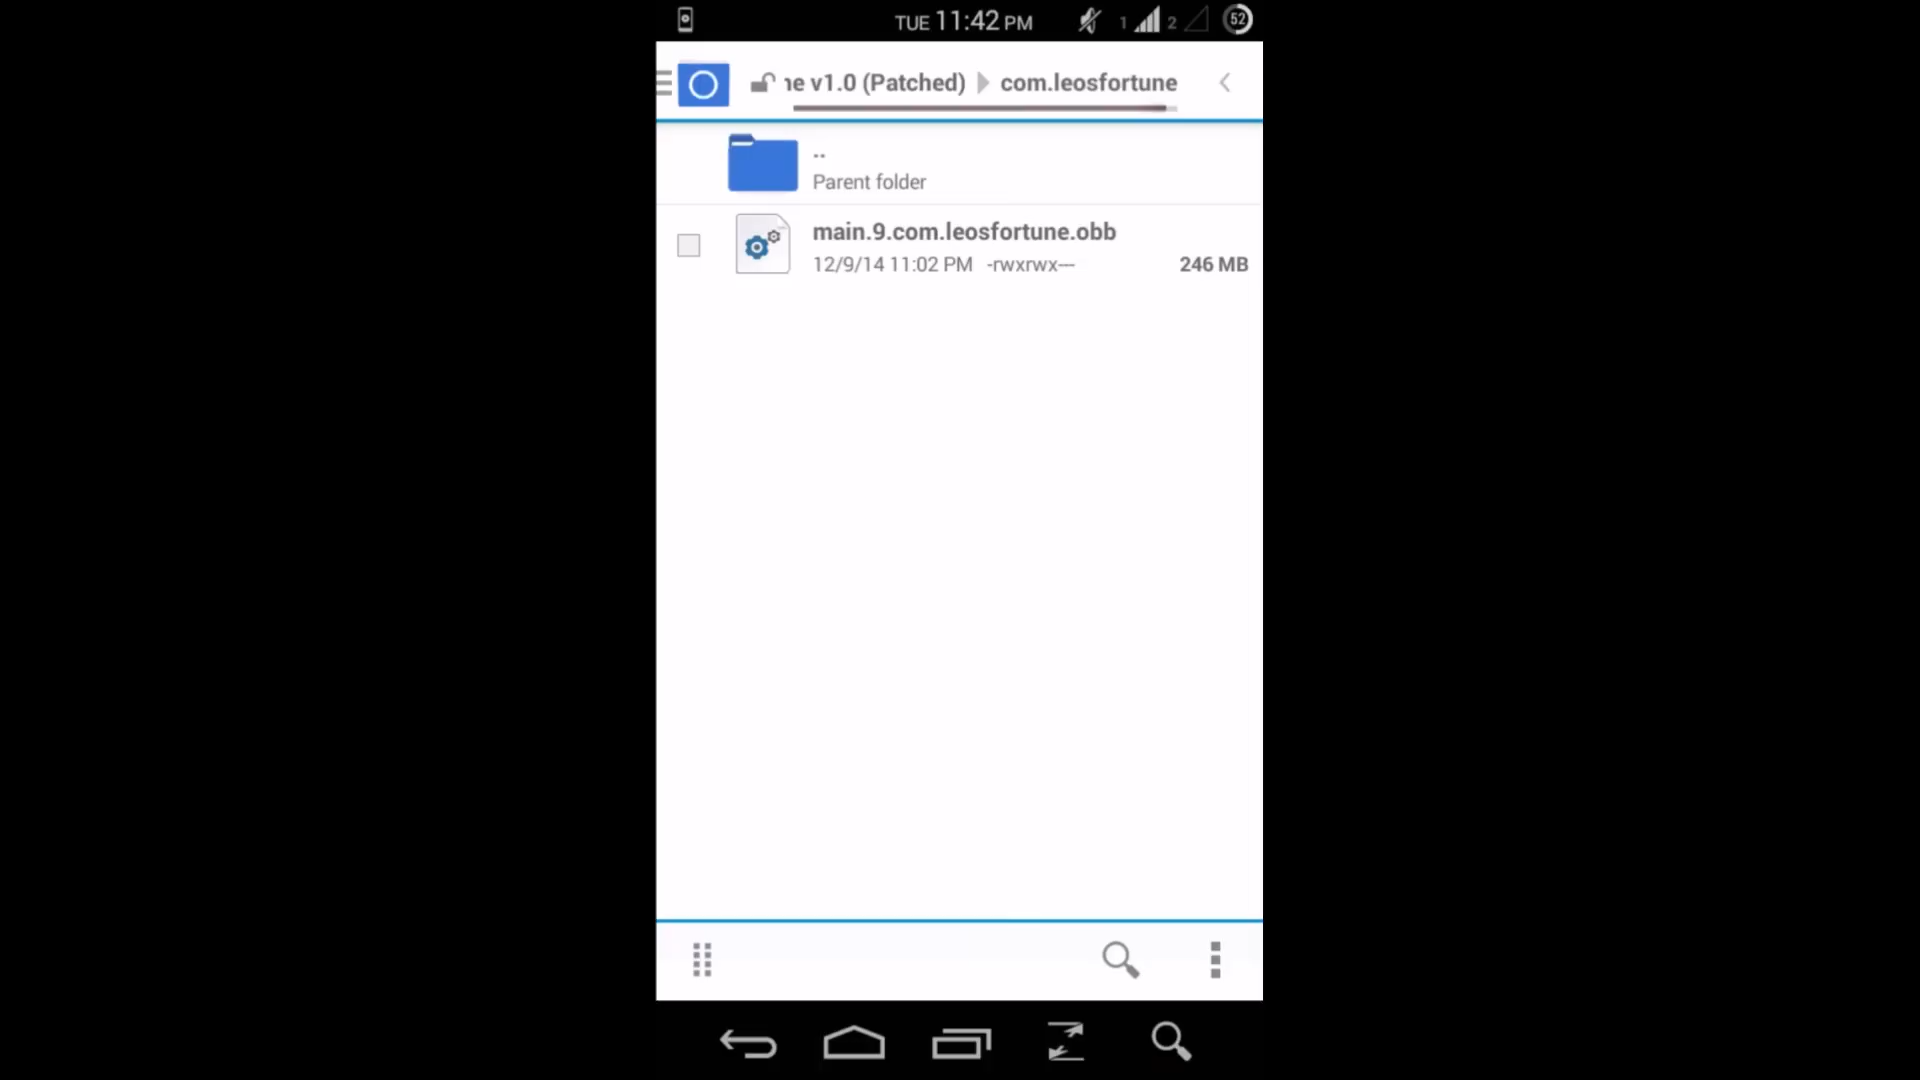 TUE 11:42 PM 1 2 52
ne v1.0 (Patched) com.leosfortune
..
Parent folder
main.9.com.leosfortune.obb
12/9/14 11:02 PM -rwxrwx--- 246 MB